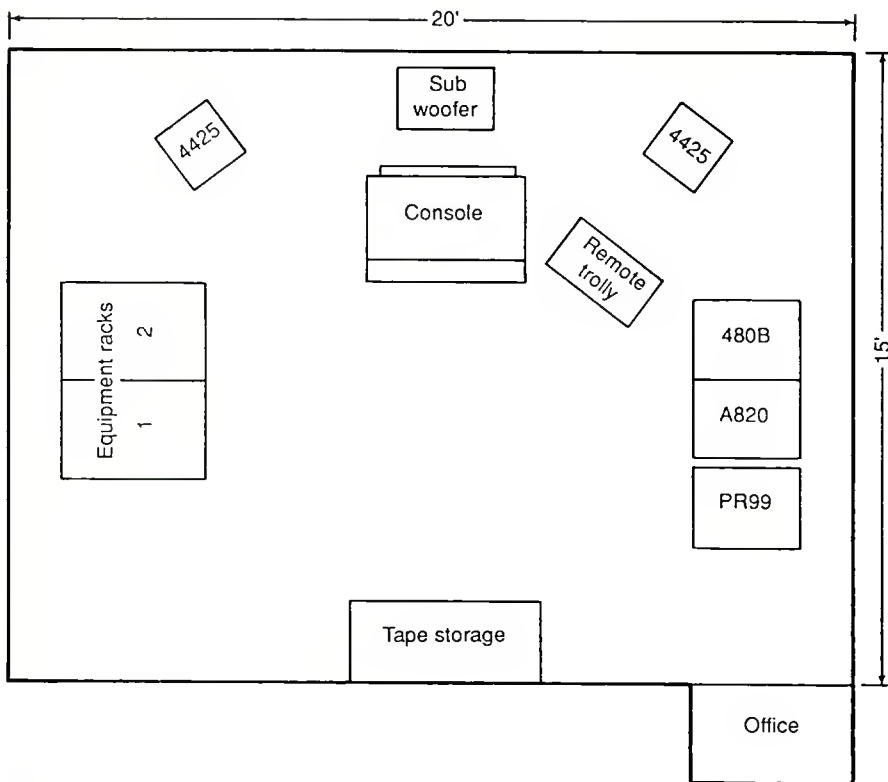 20'
Sub
woofer
4425
4425
Console
Remote
trolly
15'
Equipment racks
2
1
480B
A820
PR99
Tape storage
Office